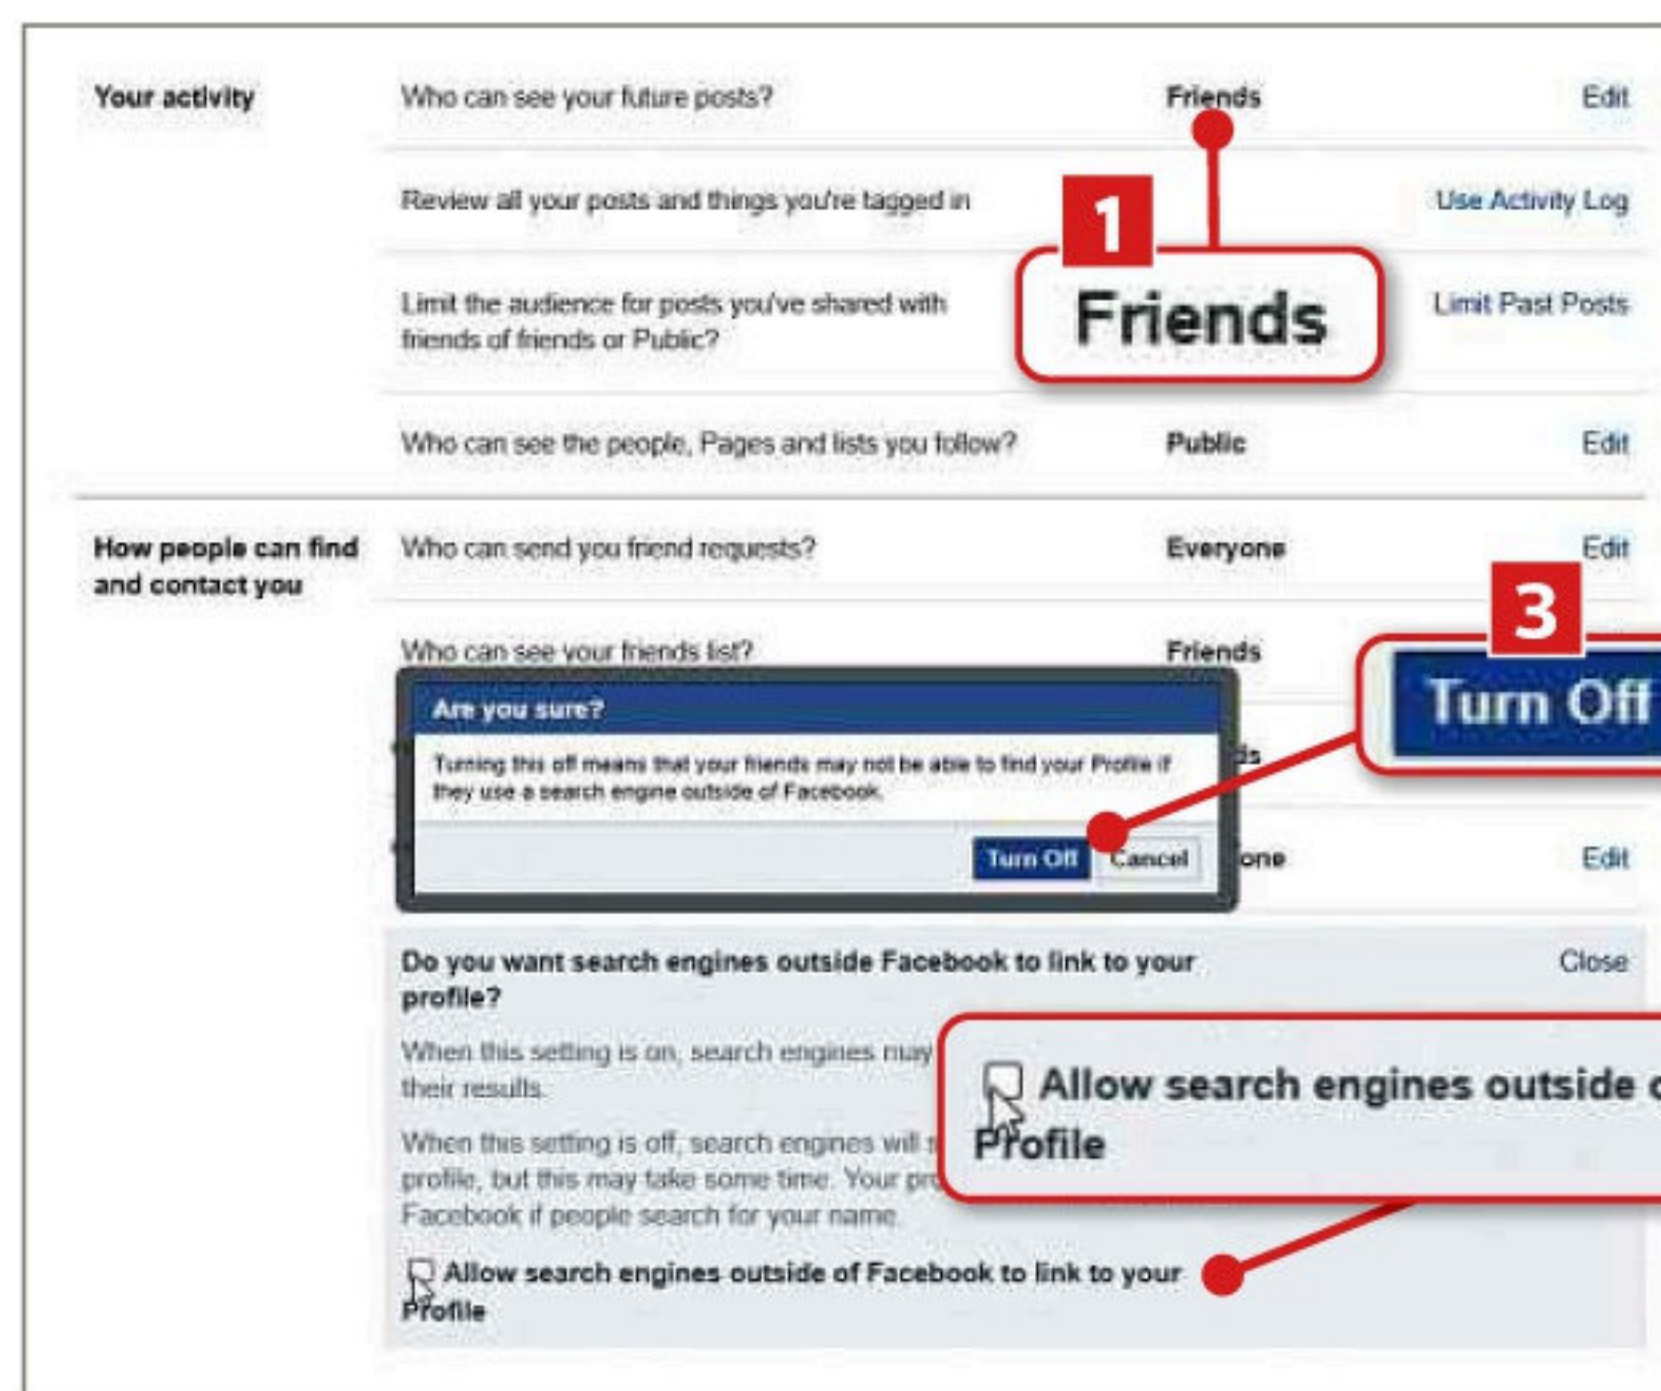 Your activity
Who can see your future posts?
Friends
Edit
Review all your posts and things you're tagged in
Use Activity Log
1
Friends
Limit the audience for posts you've shared with
friends of friends or Public?
Limit Past Posts
Who can see the people, Pages and lists you follow?
Public
Edit
How people can find
and contact you
Who can send you friend requests?
Everyone
Edit
Who can see your friends list?
Friends
3
Turn Off
Are you sure?
Turning this off means that your friends may not be able to find your Profile if
they use a search engine outside of Facebook.
Turn Off
Cancel
Edit
Do you want search engines outside Facebook to link to your
profile?
Close
When this setting is on, search engines may
their results.
When this setting is off, search engines will
profile, but this may take some time. Your
Facebook if people search for your name.
Allow search engines outside
Profile
Allow search engines outside of Facebook to link to your
Profile